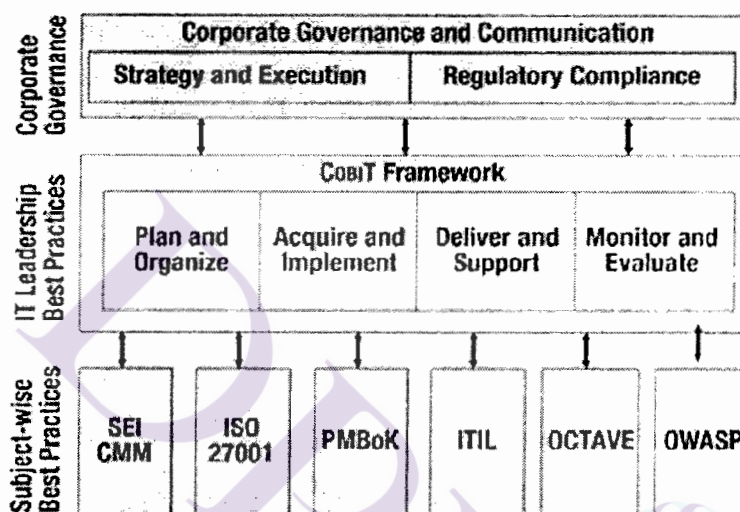 Corporate
Governance
Corporate Governance and Communication
Strategy and Execution
Regulatory Compliance
IT Leadership
Best Practices
COBIT Framework
Plan and
Organize
Acquire and
Implement
Deliver and
Support
Monitor and
Evaluate
Subject-wise
Best Practices
SEI
CMM
ISO
27001
PMBoK
ITIL
OCTAVE
OWASP